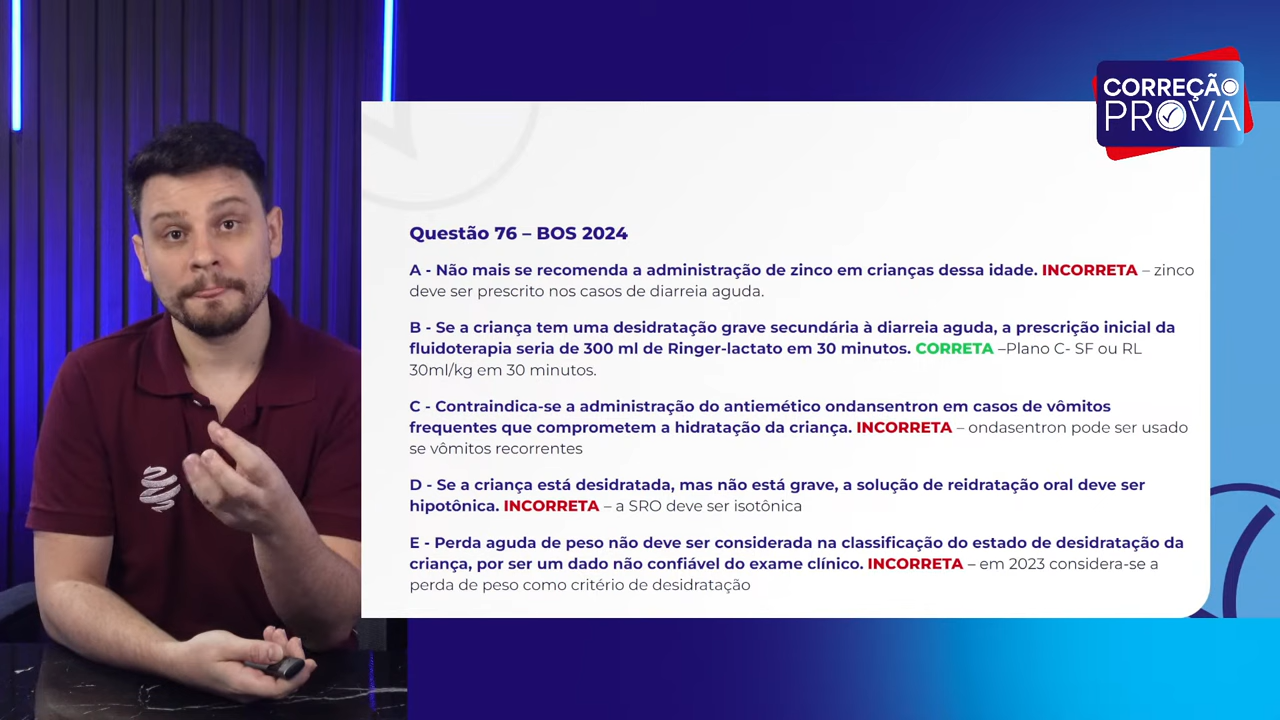 CORREÇÃO
PROVA
Questão 76 – BOS 2024
A - Não mais se recomenda a administração de zinco em crianças dessa idade. INCORRETA – zinco
deve ser prescrito nos casos de diarreia aguda.
B - Se a criança tem uma desidratação grave secundária à diarreia aguda, a prescrição inicial da
fluidoterapia seria de 300 ml de Ringer-lactato em 30 minutos. CORRETA –Plano C- SF ou RL
30ml/kg em 30 minutos.
C - Contraindica-se a administração do antiemético ondansentron em casos de vômitos
frequentes que comprometem a hidratação da criança. INCORRETA – ondasentron pode ser usado
se vômitos recorrentes
D - Se a criança está desidratada, mas não está grave, a solução de reidratação oral deve ser
hipotônica. INCORRETA – a SRO deve ser isotônica
E - Perda aguda de peso não deve ser considerada na classificação do estado de desidratação da
criança, por ser um dado não confiável do exame clínico. INCORRETA – em 2023 considera-se a
perda de peso como critério de desidratação